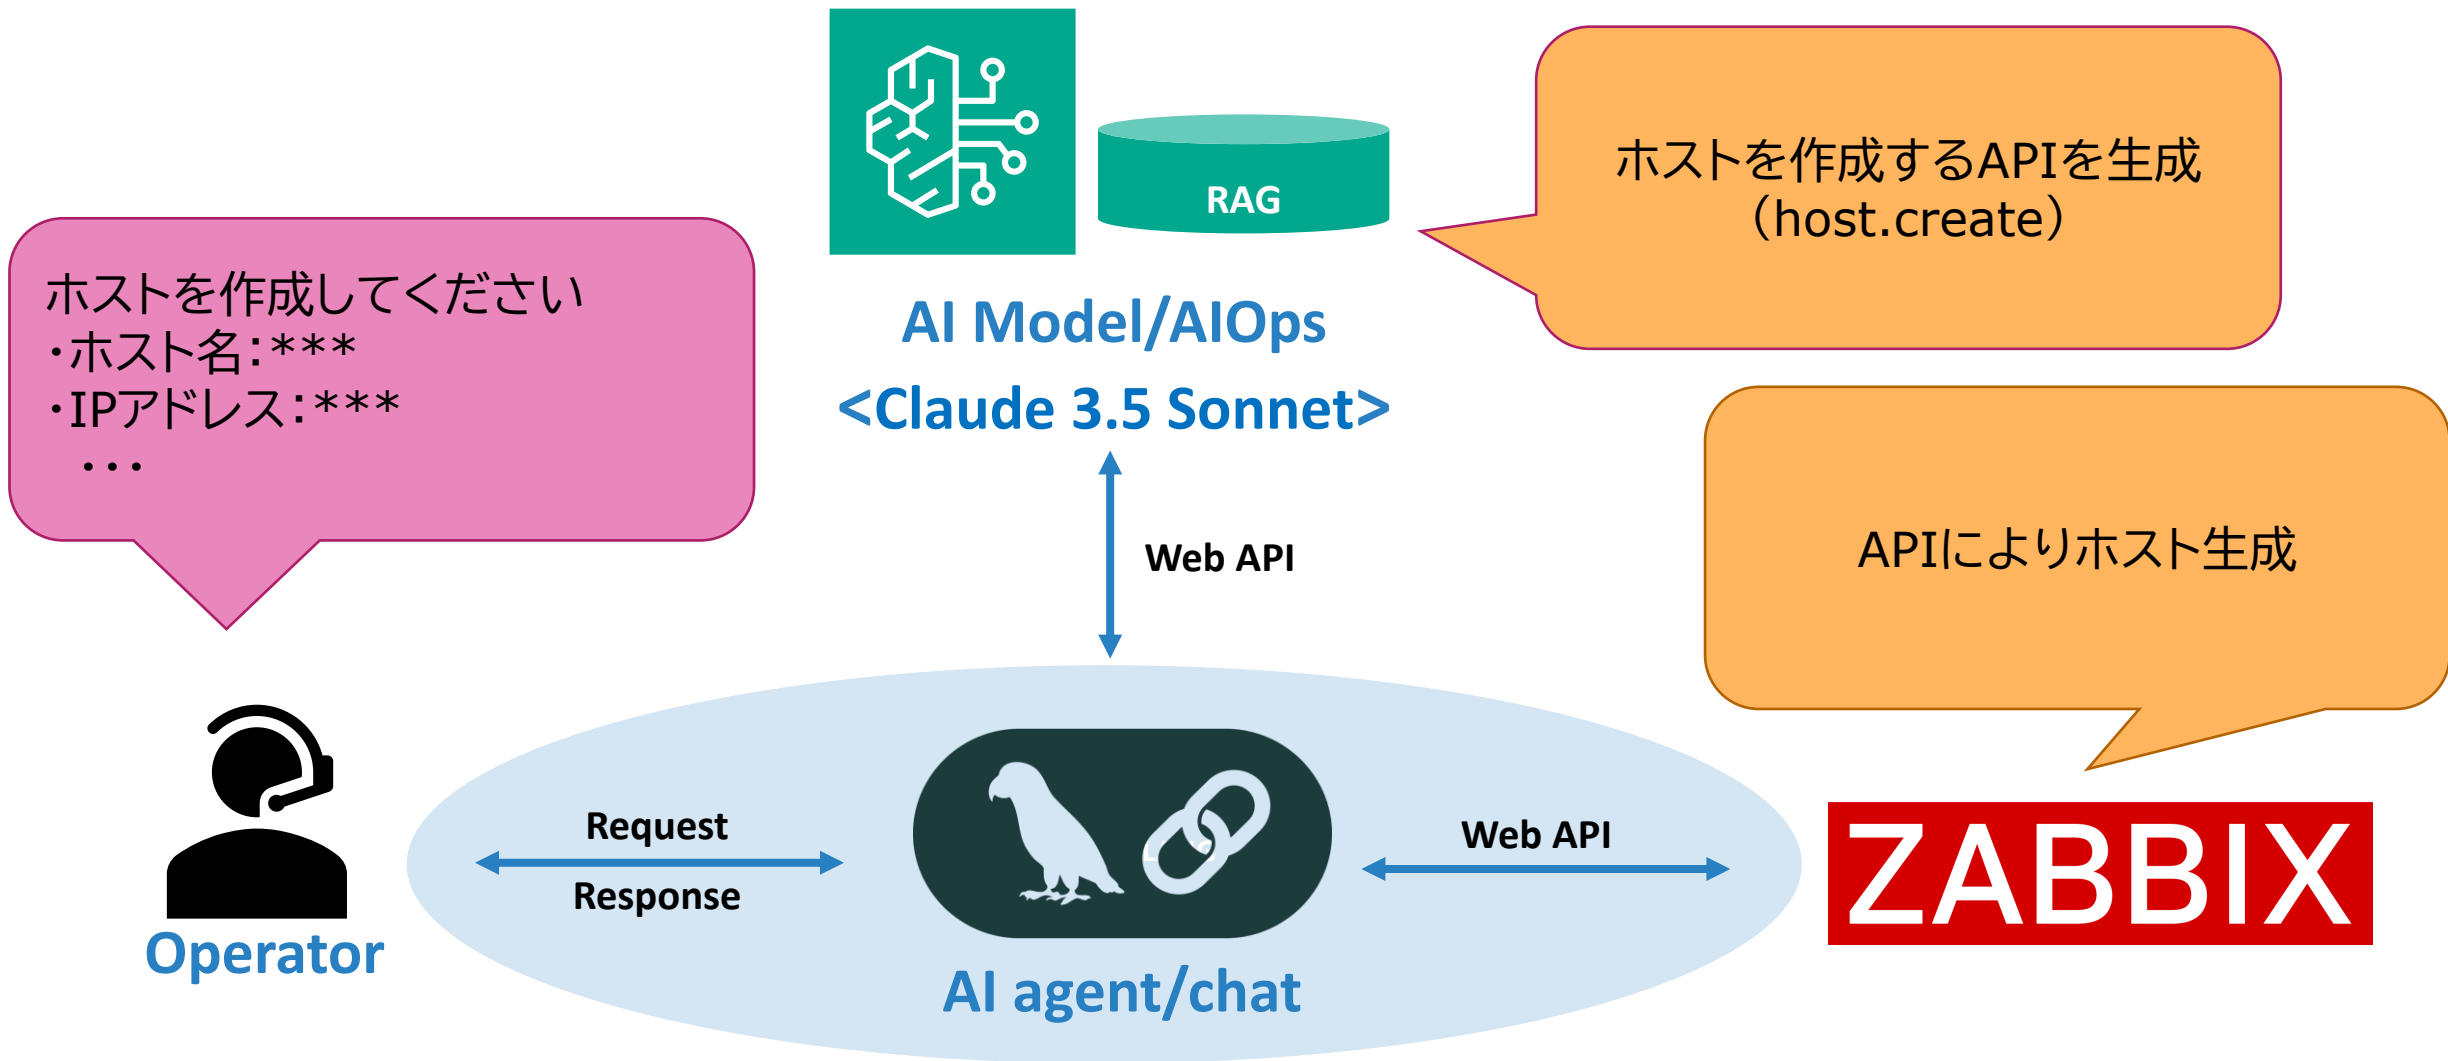 RAG
ホストを作成するAPIを生成
（host.create）
ホストを作成してください
・ホスト名：***
・IPアドレス：***
・・・
AI Model/AIOps
<Claude 3.5 Sonnet>
Web API
APIによりホスト生成
Request
Response
Web API
ZABBIX
Operator
AI agent/chat